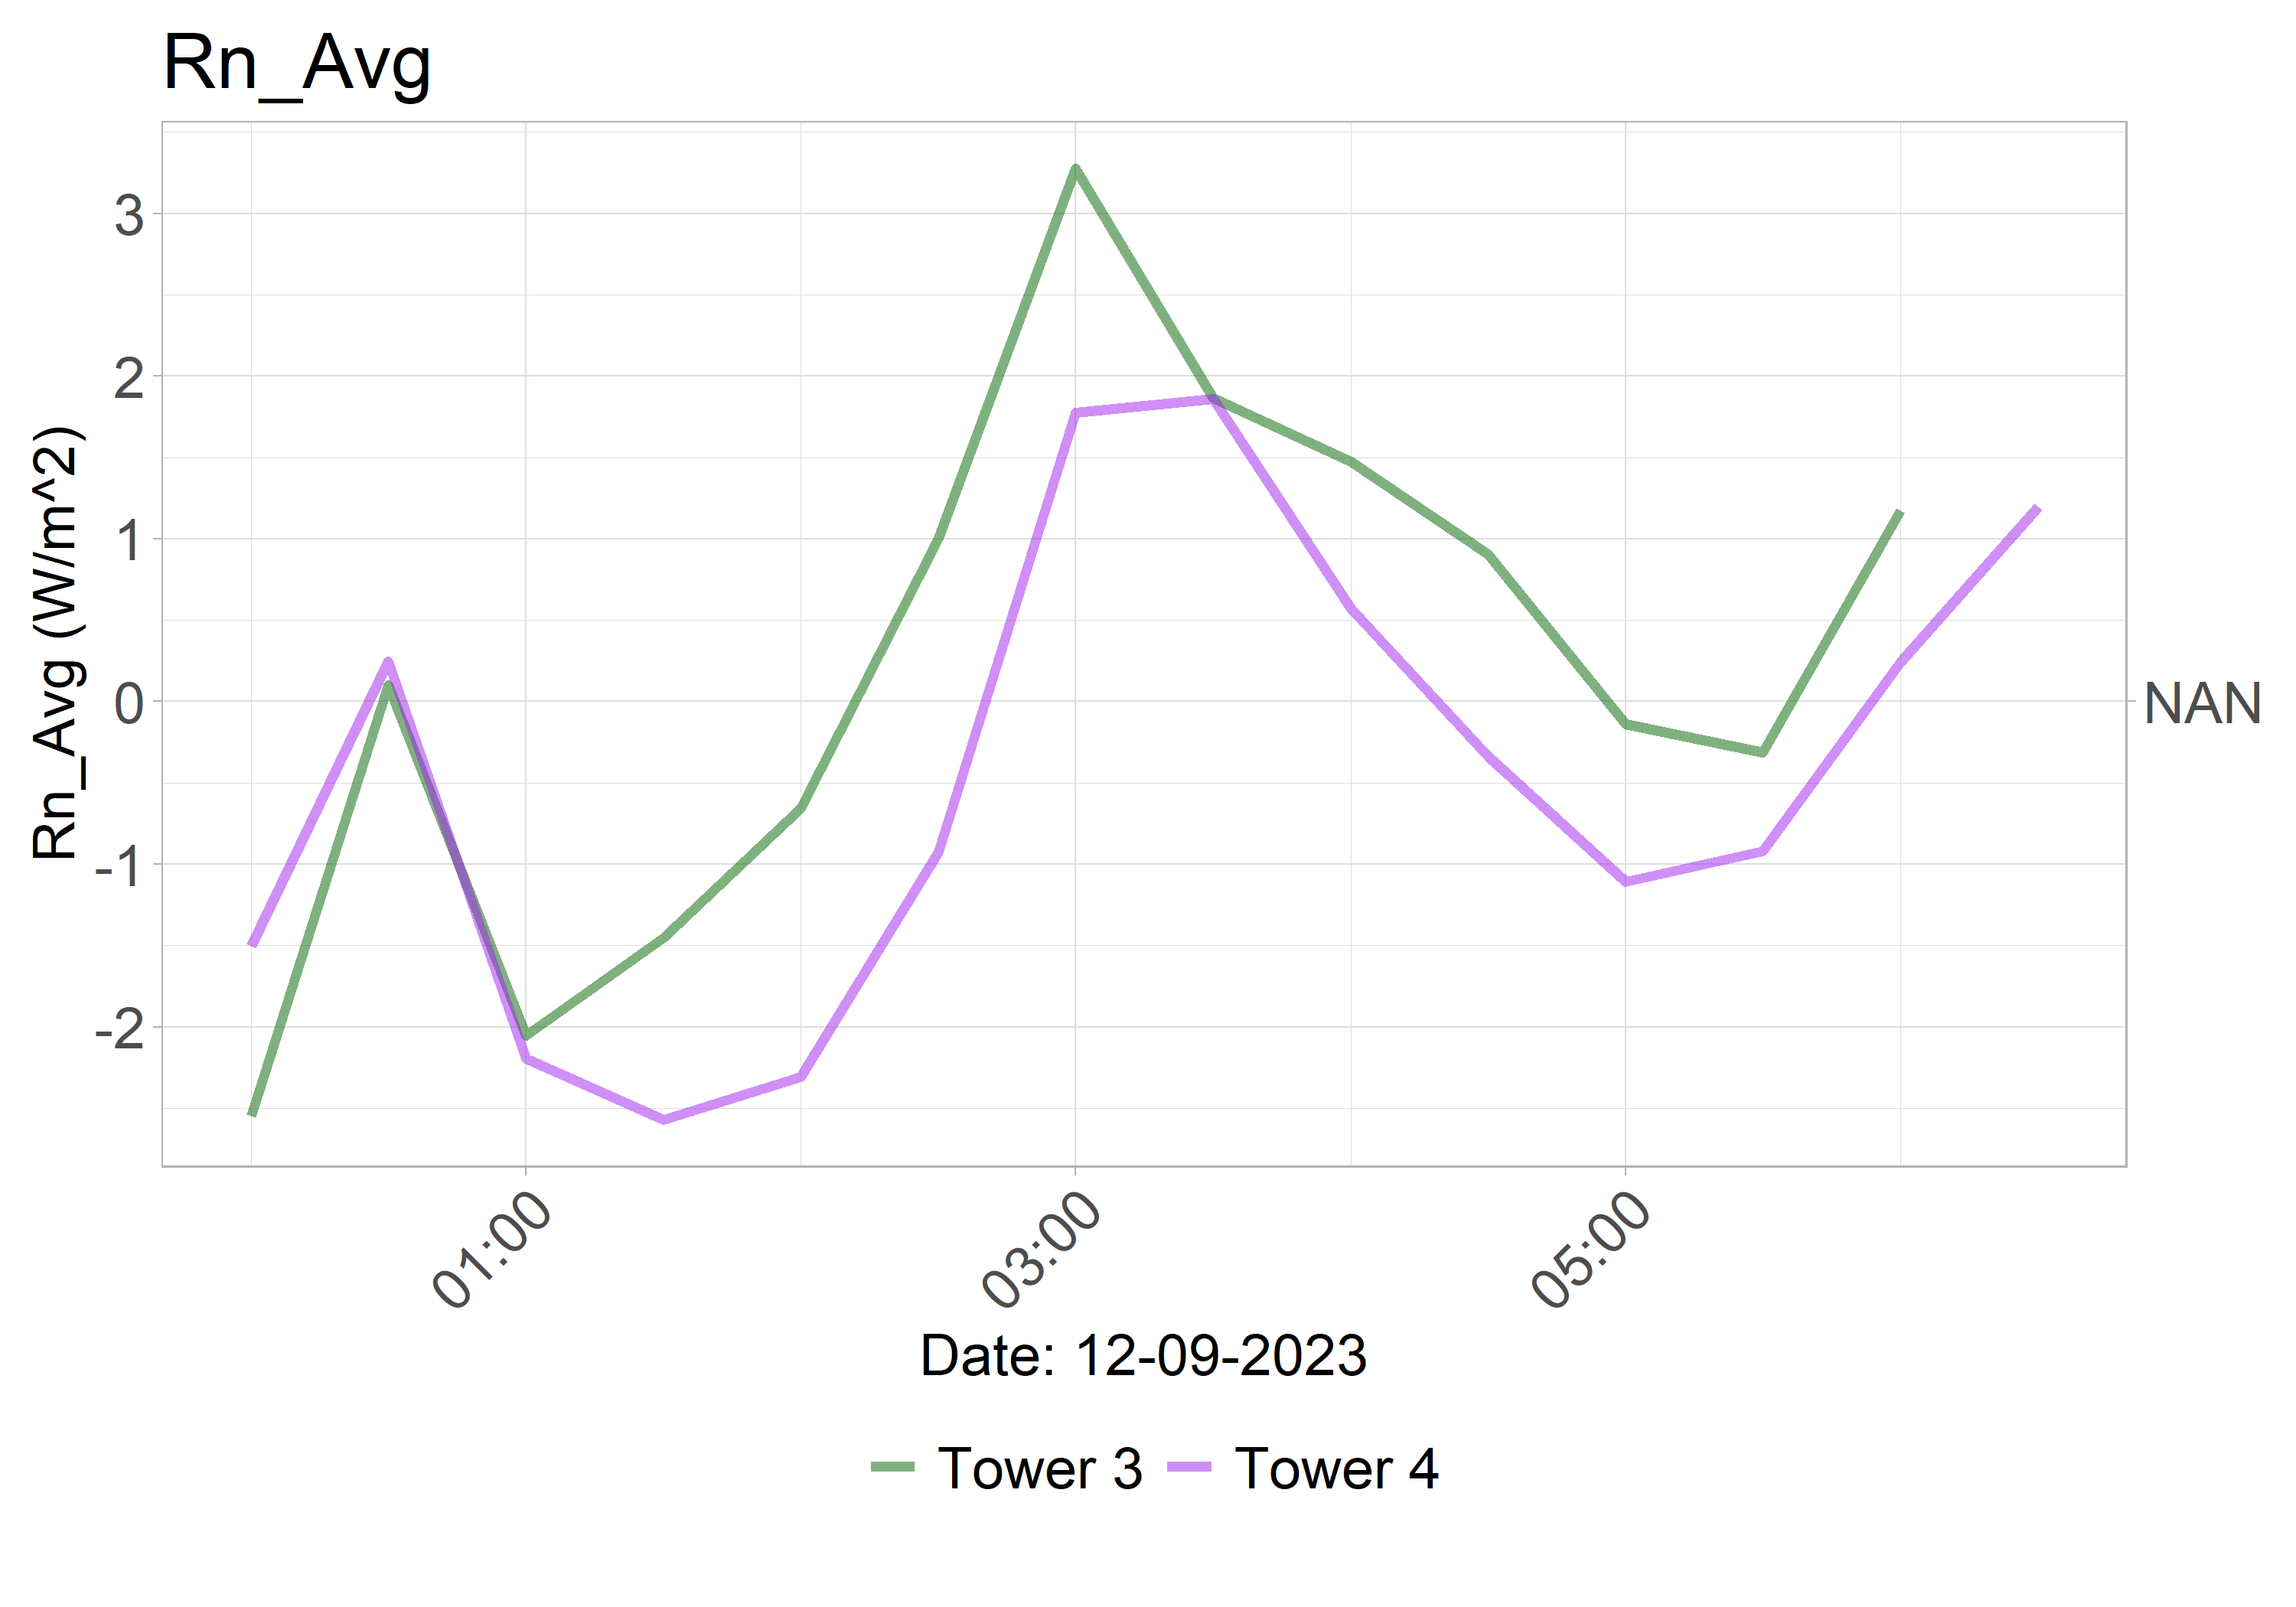 Rn_Avg
Rn_Avg (W/m^2)
3
2
1
0
-1
-2
NAN
01:00
03:00
05:00
Date: 12-09-2023
Tower 3
Tower 4